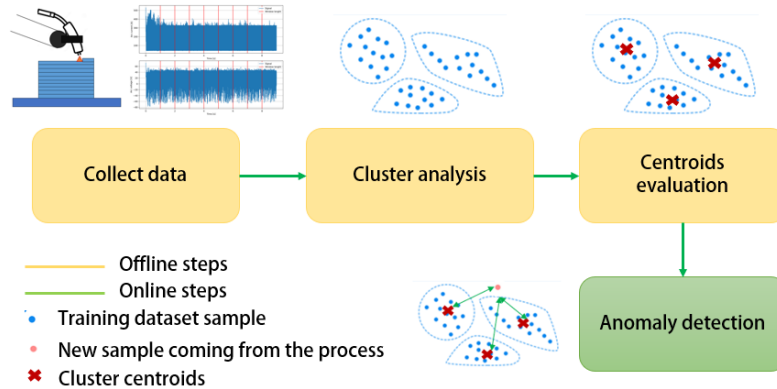 Collect data
Cluster analysis
Centroids
evaluation
Offline steps
Online steps
Training dataset sample
New sample coming from the process
Cluster centroids
Anomaly detection